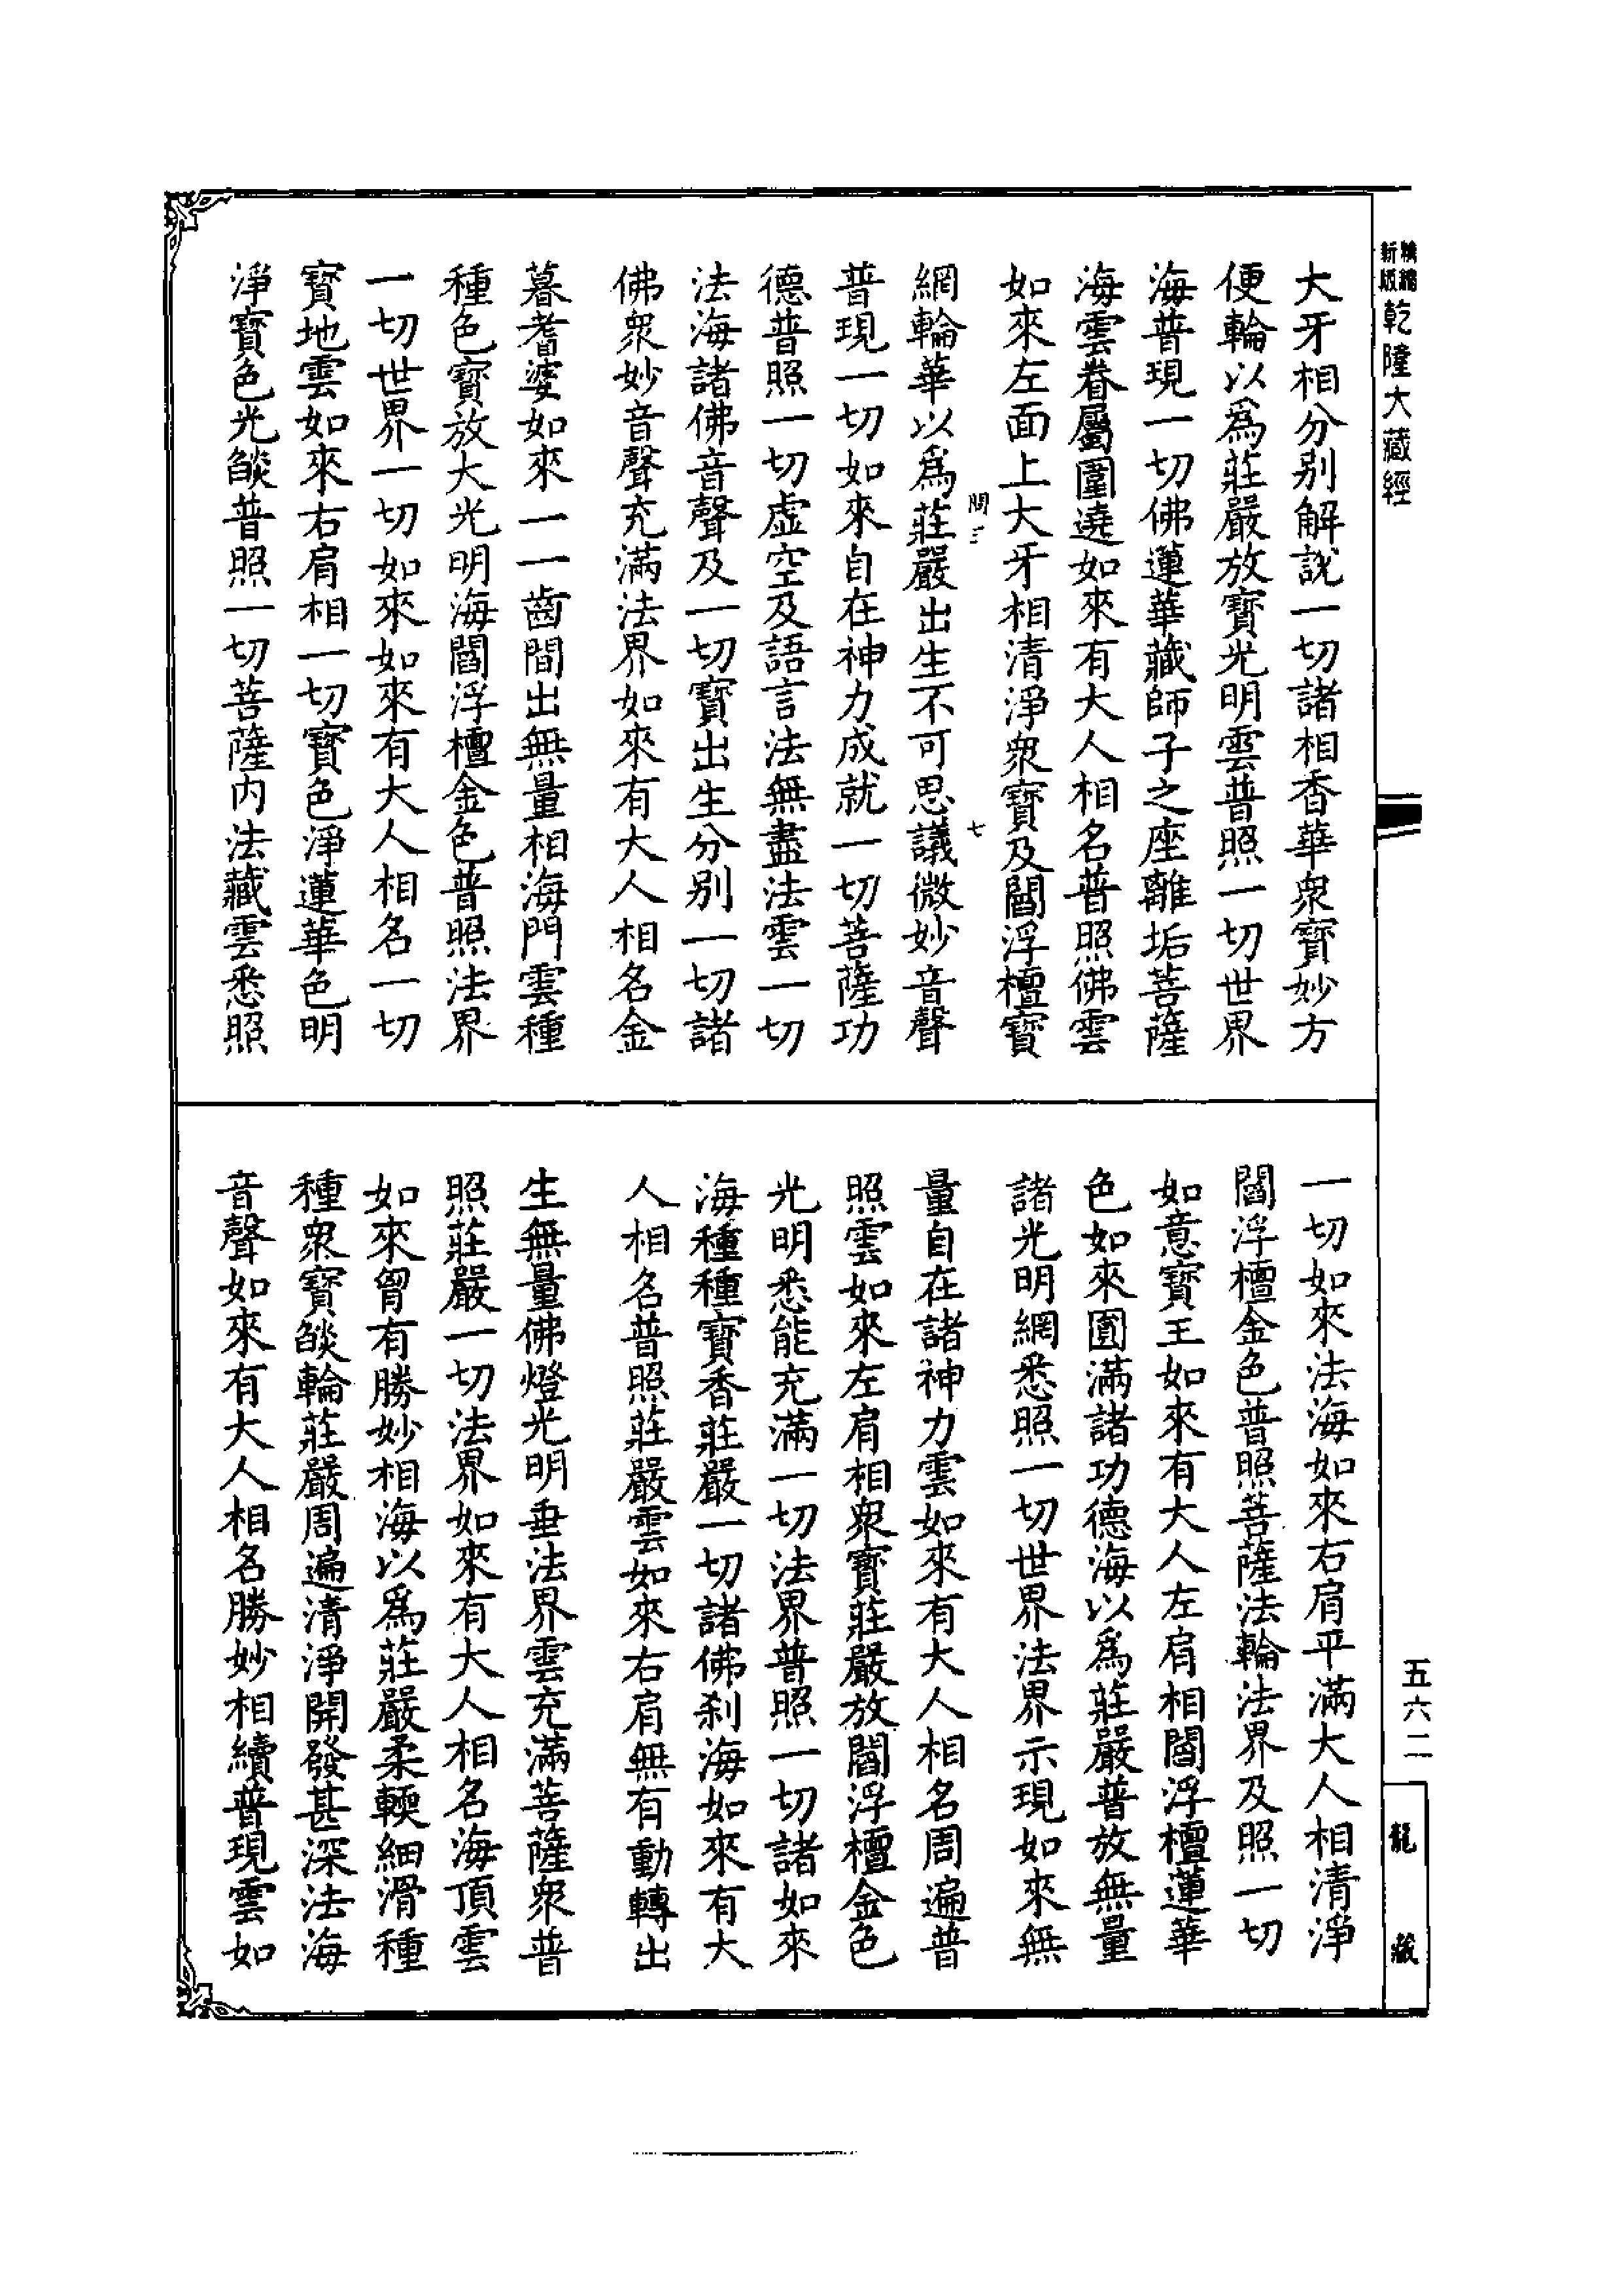 精編
新版
乾隆大藏經
大牙相分别解説一切諸相香華衆寳妙方
便輪以爲莊嚴放寳光明雲普照一切世界
海普現一切佛蓮華藏師子之座離垢菩薩
海雲眷屬圍遶如來有大人相名普照佛雲
如來左面上大牙相清淨衆寳及閻浮檀寳
問三
七
網輪華以爲莊嚴出生不可思議微妙音聲
普現一切如來自在神力成就一切菩薩功
德普照一切虚空及語言法無盡法雲一切
法海諸佛音聲及一切寳出生分别一切諸
佛衆妙音聲充滿法界如來有大人相名金
暮耆婆如來一一齒間出無量相海門雲種
種色寳放大光明海閻浮檀金色普照法界
一切世界一切如來如來有大人相名一切
寳地雲如來右肩相一切寳色淨蓮華色明
淨寳色光𦦨普照一切菩薩内法藏雲悉照
一切如來法海如來右肩平滿大人相清淨
閻浮檀金色普照菩薩法輪法界及照一切
如意寳王如來有大人左肩相閻浮檀蓮華
色如來圓滿諸功德海以爲莊嚴普放無量
諸光明網悉照一切世界法界示現如來無
量自在諸神力雲如來有大人相名周遍普
照雲如來左肩相衆寳莊嚴放閻浮檀金色
光明悉能充滿一切法界普照一切諸如來
海種種寳香莊嚴一切諸佛刹海如來有大
人相名普照莊嚴雲如來右肩無有動轉出
生無量佛燈光明垂法界雲充滿菩薩衆普
照莊嚴一切法界如來有大人相名海頂雲
如來胷有勝妙相海以爲莊嚴柔輭細滑種
種衆寳𦦨輪莊嚴周遍清淨開發甚深法海
音聲如來有大人相名勝妙相續普現雲如
五六二
龍藏